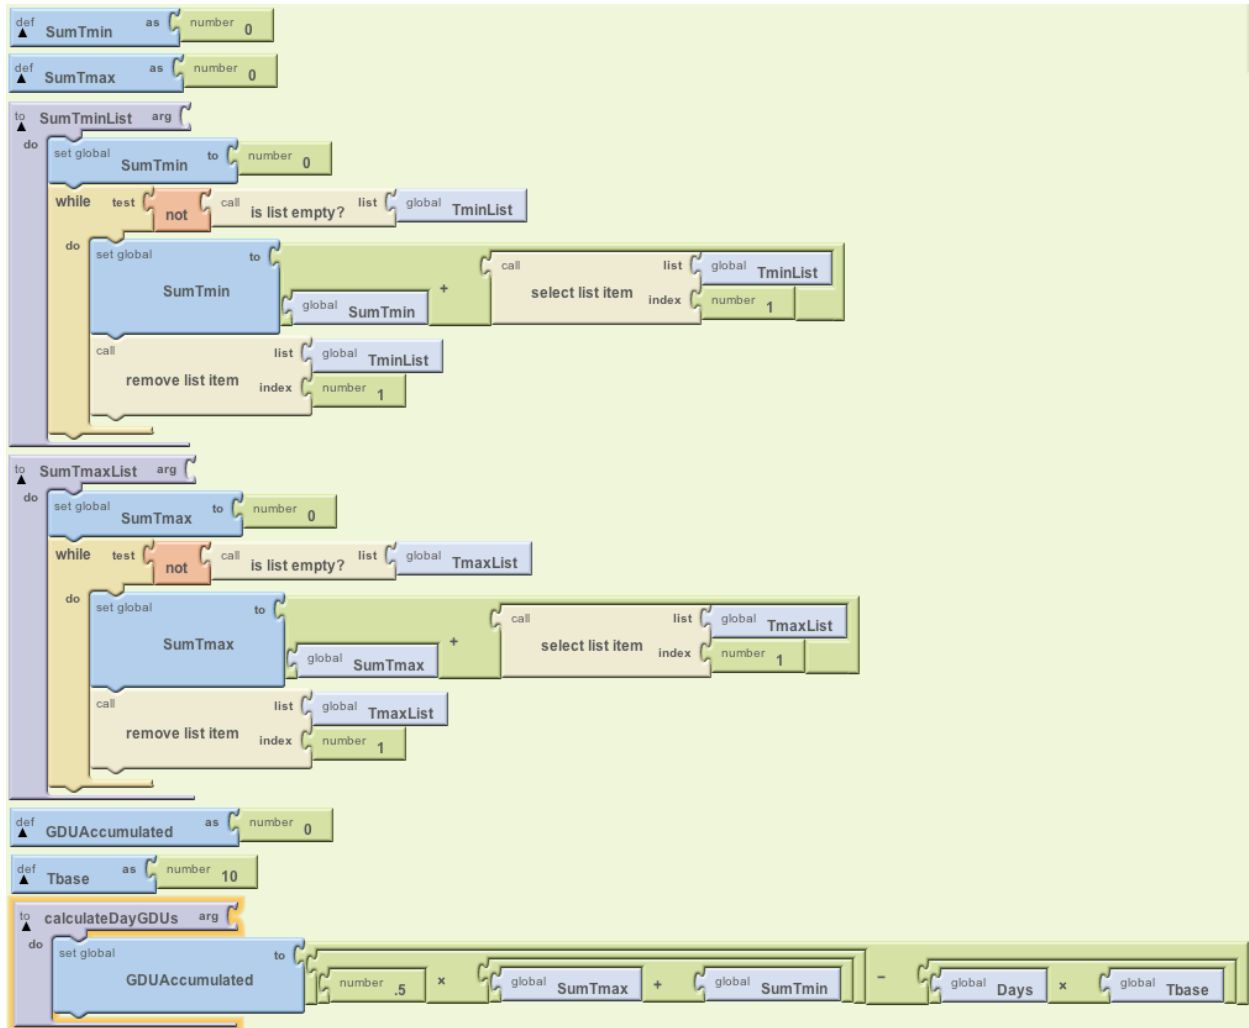 def SumTmin as number 0
def SumTmax as number 0
to SumTminList arg
do set global SumTmin to number 0
while test not call is list empty? list global TminList
do set global SumTmin to global SumTmin + call select list item list global TminList
index number 1
call remove list item list global TminList
index number 1
to SumTmaxList arg
do set global SumTmax to number 0
while test not call is list empty? list global TmaxList
do set global SumTmax to global SumTmax + call select list item list global TmaxList
index number 1
call remove list item list global TmaxList
index number 1
def GDUAccumulated as number 0
def Tbase as number 10
to calculateDayGDUs arg
do set global GDUAccumulated to number .5 × global SumTmax + global SumTmin − global Days × global Tbase